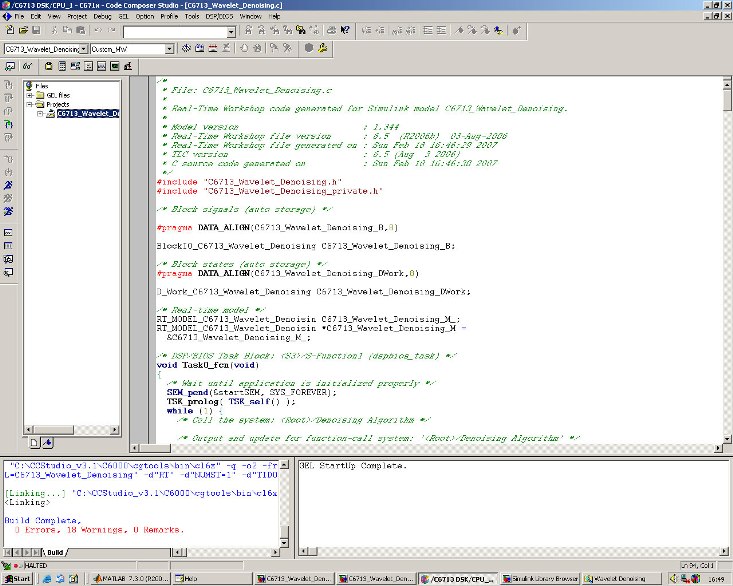 /C6713 DSK/CPU_1 - C671x - Code Composer Studio - [C6713_Wavelet_Denoising.c]
File Edit View Project Debug GEL Option Profile Tools DSP/BIOS Window Help
C6713_Wavelet_Denoising Custom_MW
Files
GEL files
Projects
C6713_Wavelet_De
/*
* File: C6713_Wavelet_Denoising.c
*
* Real-Time Workshop code generated for Simulink model C6713_Wavelet_Denoising.
*
* Model version : 1.344
* Real-Time Workshop file version : 6.5 (R2006b) 03-Aug-2006
* Real-Time Workshop file generated on : Sun Feb 18 16:46:29 2007
* TLC version : 6.5 (Aug 3 2006)
* C source code generated on : Sun Feb 18 16:46:30 2007
*/
#include "C6713_Wavelet_Denoising.h"
#include "C6713_Wavelet_Denoising_private.h"
/* Block signals (auto storage) */
#pragma DATA_ALIGN(C6713_Wavelet_Denoising_B,8)
BlockIO_C6713_Wavelet_Denoising C6713_Wavelet_Denoising_B;
/* Block states (auto storage) */
#pragma DATA_ALIGN(C6713_Wavelet_Denoising_DWork,8)
D_Work_C6713_Wavelet_Denoising C6713_Wavelet_Denoising_DWork;
/* Real-time model */
RT_MODEL_C6713_Wavelet_Denoisin C6713_Wavelet_Denoising_M_;
RT_MODEL_C6713_Wavelet_Denoisin *C6713_Wavelet_Denoising_M =
&C6713_Wavelet_Denoising_M_;
/* DSP/BIOS Task Block: <S3>/S-Function1 (dspbios_task) */
void Task0_fcn(void)
{
/* Wait until application is initialized properly */
SEM_pend(&startSEM, SYS_FOREVER);
TSK_prolog( TSK_self() );
while (1) {
/* Call the system: <Root>/Denoising Algorithm */
/* Output and update for function-call system: '<Root>/Denoising Algorithm' */
"C:\CCStudio_v3.1\C6000\cgtools\bin\cl6x" -q -o2 -fr
L=C6713_Wavelet_Denoising" -d"RT" -d"NUMST=1" -d"TIDO
[Linking...] "C:\CCStudio_v3.1\C6000\cgtools\bin\cl6x
<Linking>
Build Complete,
0 Errors, 18 Warnings, 0 Remarks.
Build
GEL StartUp Complete.
HALTED
Ln 94, Col 1
Start
MATLAB 7.3.0 (R200...
Help
C6713_Wavelet_Den...
C6713_Wavelet_Den...
/C6713 DSK/CPU_...
Simulink Library Browser
Wavelet Denoising
16:49